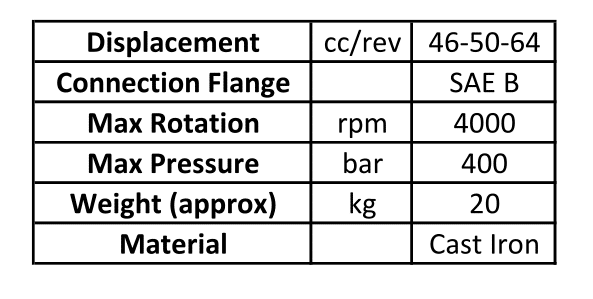 Displacement cc/rev 46-50-64
Connection Flange SAE B
Max Rotation rpm 4000
Max Pressure bar 400
Weight (approx) kg 20
Material Cast Iron